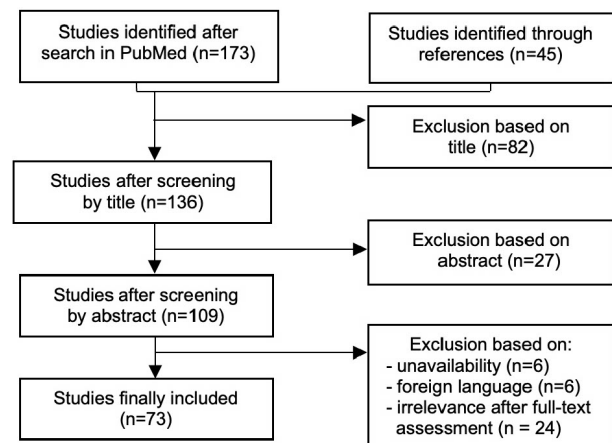 Studies identified after
search in PubMed (n=173)
Studies identified through
references (n=45)
Exclusion based on
title (n=82)
Studies after screening
by title (n=136)
Exclusion based on
abstract (n=27)
Studies after screening
by abstract (n=109)
Exclusion based on:
- unavailability (n=6)
- foreign language (n=6)
- irrelevance after full-text
assessment (n = 24)
Studies finally included
(n=73)